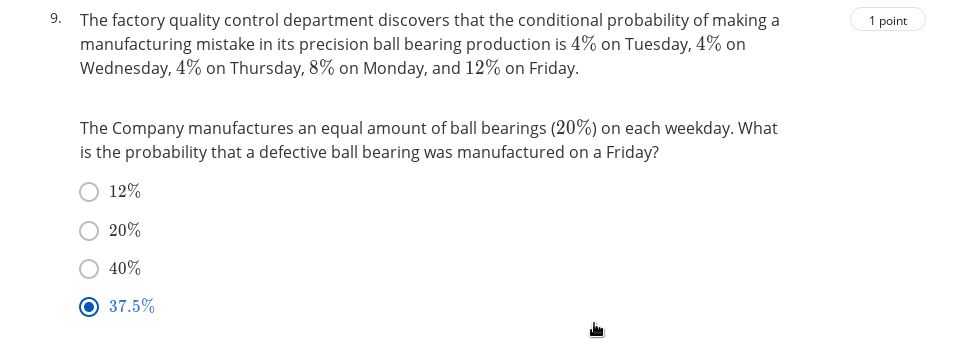 9. The factory quality control department discovers that the conditional probability of making a 1 point
manufacturing mistake in its precision ball bearing production is 4% on Tuesday, 4% on
Wednesday, 4% on Thursday, 8% on Monday, and 12% on Friday.
The Company manufactures an equal amount of ball bearings (20%) on each weekday. What
is the probability that a defective ball bearing was manufactured on a Friday?
12%
20%
40%
37.5%